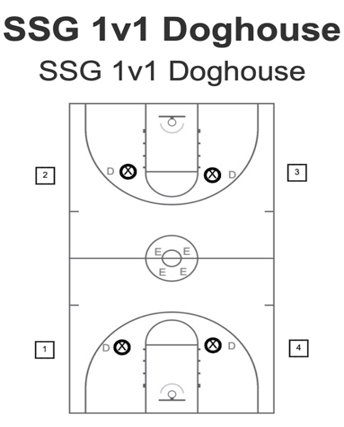 SSG 1v1 Doghouse
SSG 1v1 Doghouse
D X X D
2 3
E E
E E
1 4
D X X D